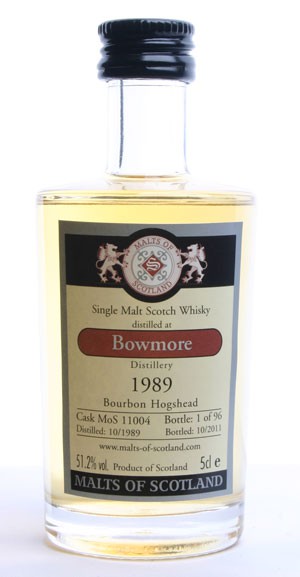 MALTS OF
S
SCOTLAND
Single Malt Scotch Whisky
distilled at
Bowmore
Distillery
1989
Bourbon Hogshead
Cask MoS 11004 Bottle: 1 of 96
Distilled: 10/1989 Bottled: 10/2011
www.malts-of-scotland.com
51.2% vol. Product of Scotland 5cl e
MALTS OF SCOTLAND